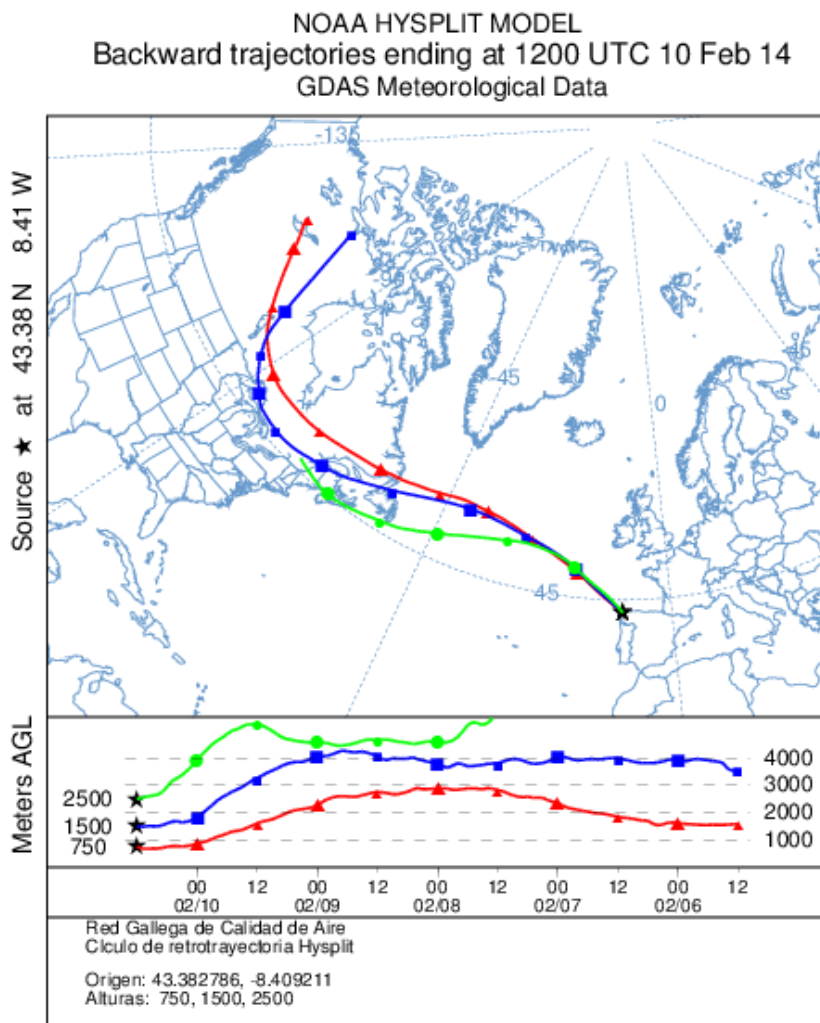 NOAA HYSPLIT MODEL
Backward trajectories ending at 1200 UTC 10 Feb 14
GDAS Meteorological Data
Source ★ at 43.38 N 8.41 W
-135
-45
45
0
45
Meters AGL
2500
1500
750
4000
3000
2000
1000
00 12 00 12 00 12 00 12 00 12
02/10 02/09 02/08 02/07 02/06
Red Gallega de Calidad de Aire
Clculo de retrotrayectoria Hysplit
Origen: 43.382786, -8.409211
Alturas: 750, 1500, 2500